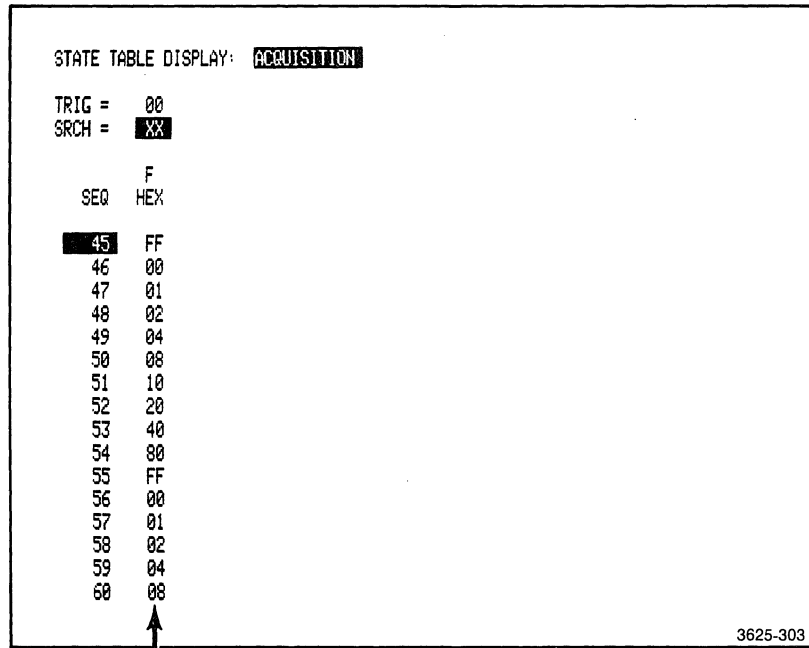 STATE TABLE DISPLAY: ACQUISITION
TRIG = 00
SRCH = XX
F
SEQ HEX
45 FF
46 00
47 01
48 02
49 04
50 08
51 10
52 20
53 40
54 80
55 FF
56 00
57 01
58 02
59 04
60 08
3625-303